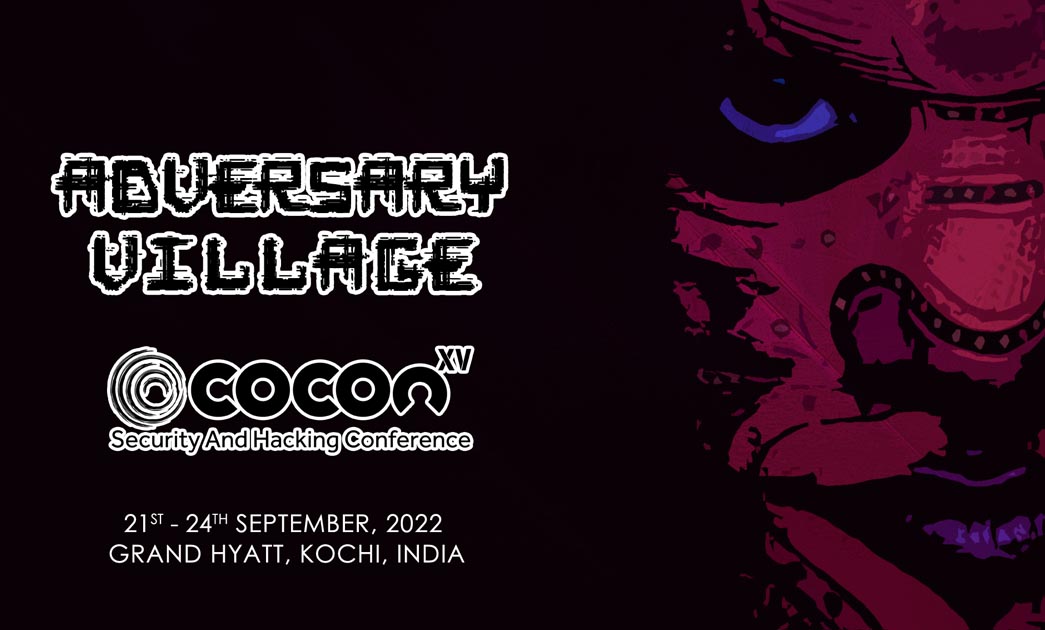 ADVERSARY
VILLAGE
COCON XV
Security And Hacking Conference
21ST - 24TH SEPTEMBER, 2022
GRAND HYATT, KOCHI, INDIA